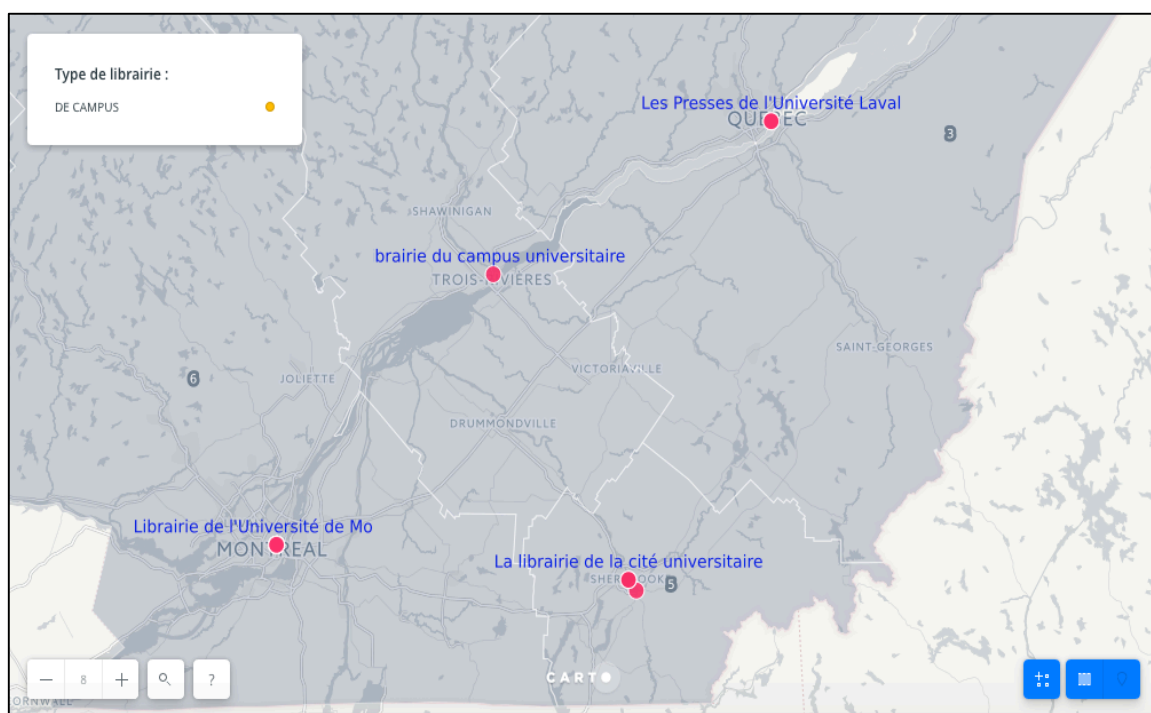 Type de librairie :
DE CAMPUS
Les Presses de l'Université Laval
QUEBEC
3
SHAWINIGAN
brairie du campus universitaire
TROIS-RIVIÈRES
SAINT-GEORGES
VICTORIAVILLE
6
JOLIETTE
DRUMMONDVILLE
Librairie de l'Université de Mo
MONTREAL
La librairie de la cité universitaire
SHERBROOKE
5
8
?
CARTO
ORNWALL